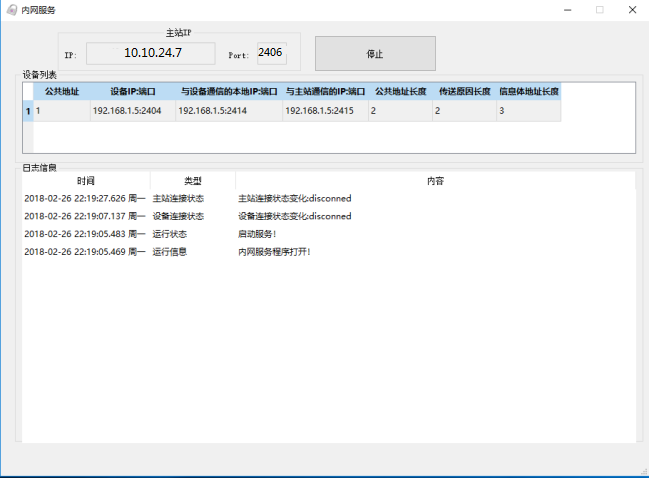 内网服务
主站IP
IP: 10.10.24.7 Port: 2406 停止
设备列表
公共地址 设备IP:端口 与设备通信的本地IP:端口 与主站通信的IP:端口 公共地址长度 传送原因长度 信息体地址长度
1 1 192.168.1.5:2404 192.168.1.5:2414 192.168.1.5:2415 2 2 3
日志信息
时间 类型 内容
2018-02-26 22:19:27.626 周一 主站连接状态 主站连接状态变化:disconned
2018-02-26 22:19:07.137 周一 设备连接状态 设备连接状态变化:disconned
2018-02-26 22:19:05.483 周一 运行状态 启动服务!
2018-02-26 22:19:05.469 周一 运行信息 内网服务程序打开!